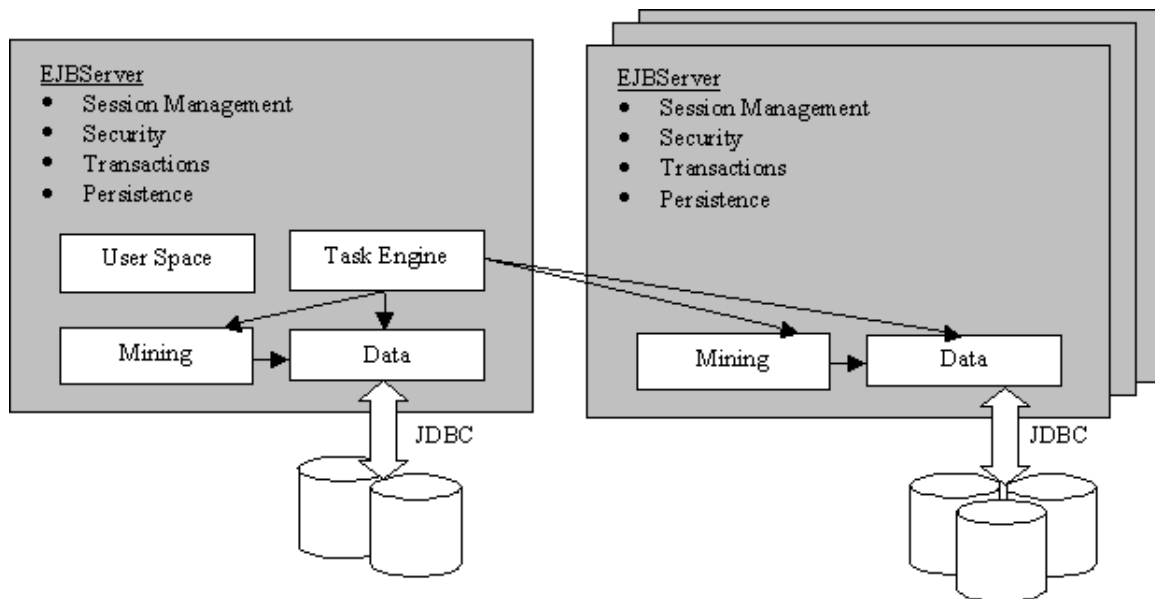 EJBServer
• Session Management
• Security
• Transactions
• Persistence
User Space
Task Engine
Mining
Data
JDBC
EJBServer
• Session Management
• Security
• Transactions
• Persistence
Mining
Data
JDBC